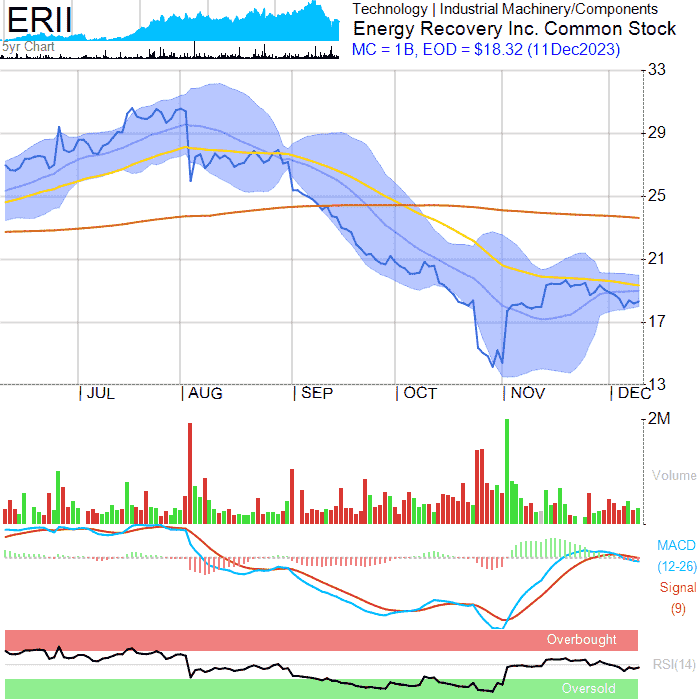 ERII
5yr Chart
Technology | Industrial Machinery/Components
Energy Recovery Inc. Common Stock
MC = 1B, EOD = $18.32 (11Dec2023)
33
29
25
21
17
13
JUL AUG SEP OCT NOV DEC
2M
Volume
MACD
(12-26)
Signal
(9)
Overbought
RSI(14)
Oversold